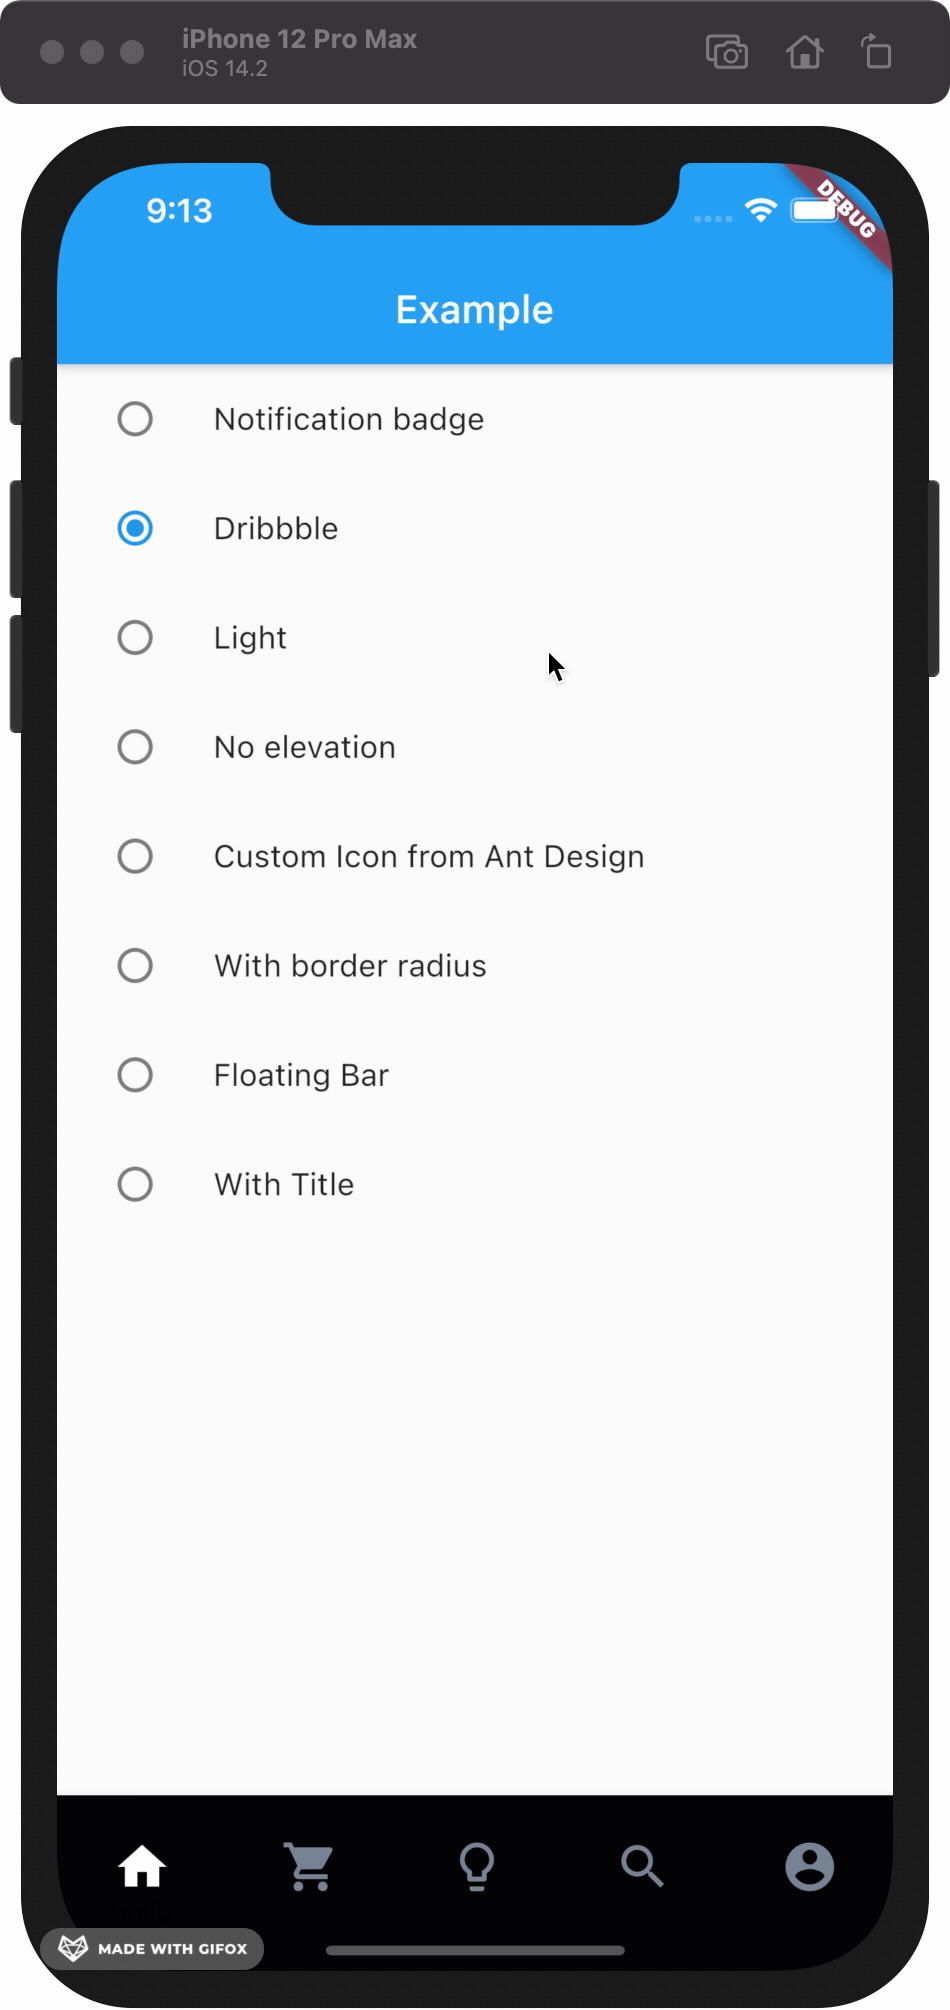 iPhone 12 Pro Max
iOS 14.2
9:13
DEBUG
Example
Notification badge
Dribbble
Light
No elevation
Custom Icon from Ant Design
With border radius
Floating Bar
With Title
MADE WITH GIFOX